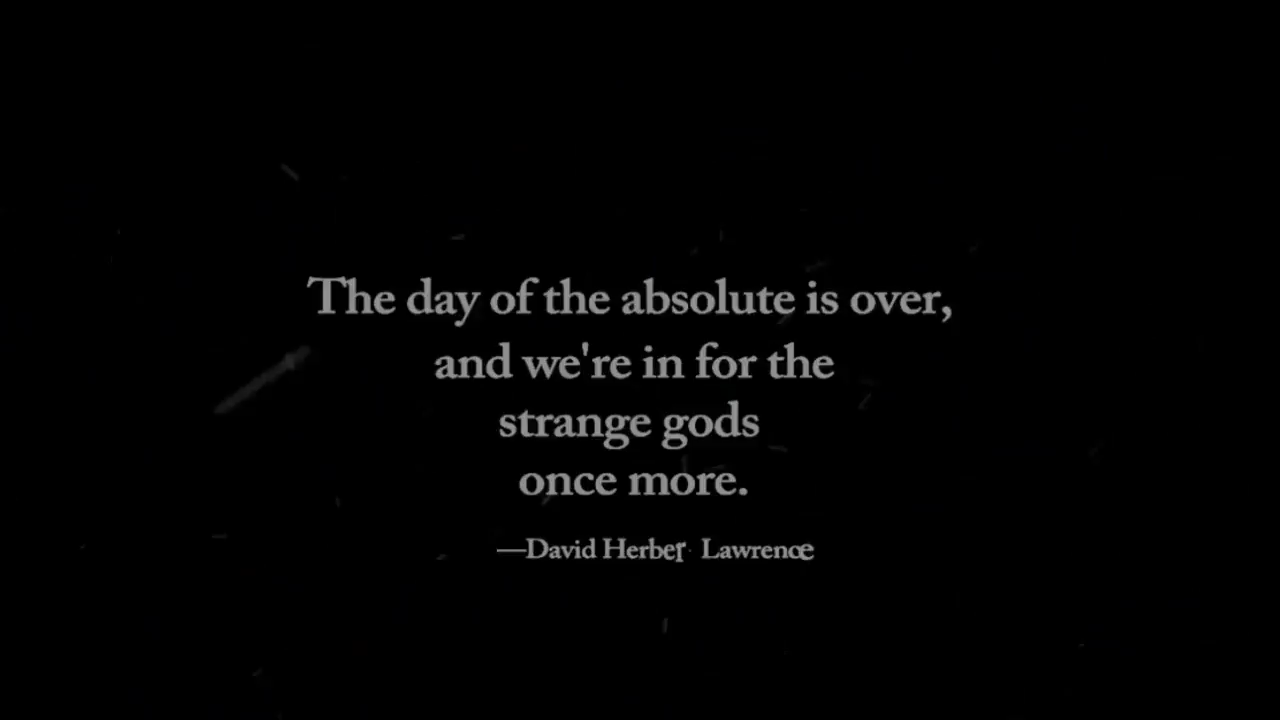 The day of the absolute is over,
and we're in for the
strange gods
once more.
—David Herber Lawrence